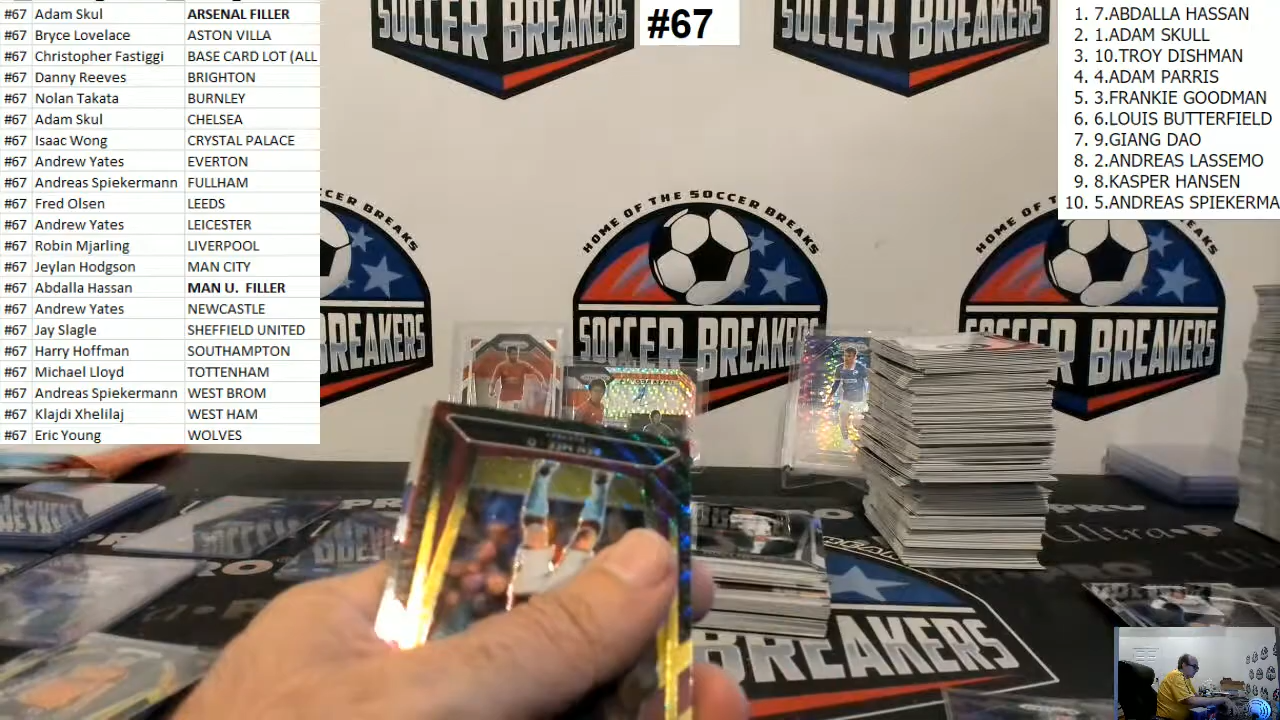 #67 Adam Skul ARSENAL FILLER
#67 Bryce Lovelace ASTON VILLA
#67 Christopher Fastiggi BASE CARD LOT (ALL
#67 Danny Reeves BRIGHTON
#67 Nolan Takata BURNLEY
#67 Adam Skul CHELSEA
#67 Isaac Wong CRYSTAL PALACE
#67 Andrew Yates EVERTON
#67 Andreas Spiekermann FULLHAM
#67 Fred Olsen LEEDS
#67 Andrew Yates LEICESTER
#67 Robin Mjarling LIVERPOOL
#67 Jeylan Hodgson MAN CITY
#67 Abdalla Hassan MAN U. FILLER
#67 Andrew Yates NEWCASTLE
#67 Jay Slagle SHEFFIELD UNITED
#67 Harry Hoffman SOUTHAMPTON
#67 Michael Lloyd TOTTENHAM
#67 Andreas Spiekermann WEST BROM
#67 Klajdi Xhelilaj WEST HAM
#67 Eric Young WOLVES
#67
1. 7.ABDALLA HASSAN
2. 1.ADAM SKULL
3. 10.TROY DISHMAN
4. 4.ADAM PARRIS
5. 3.FRANKIE GOODMAN
6. 6.LOUIS BUTTERFIELD
7. 9.GIANG DAO
8. 2.ANDREAS LASSEMO
9. 8.KASPER HANSEN
10. 5.ANDREAS SPIEKERMA
SOCCER BREAKERS
SOCCER BREAKERS
HOME OF THE SOCCER BREAKS
SOCCER BREAKERS
BREAKERS
SOCCER BREAKERS
BREAKERS
Ultra
PRO